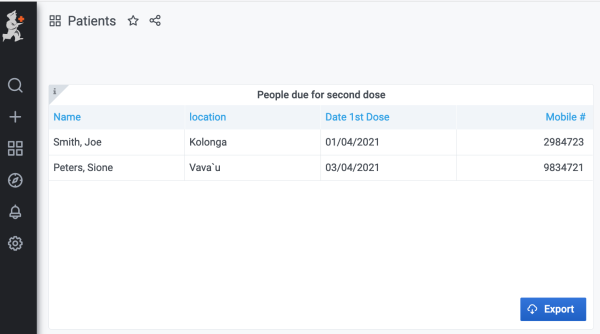 Patients
i
People due for second dose
Name location Date 1st Dose Mobile #
Smith, Joe Kolonga 01/04/2021 2984723
Peters, Sione Vava`u 03/04/2021 9834721
Export